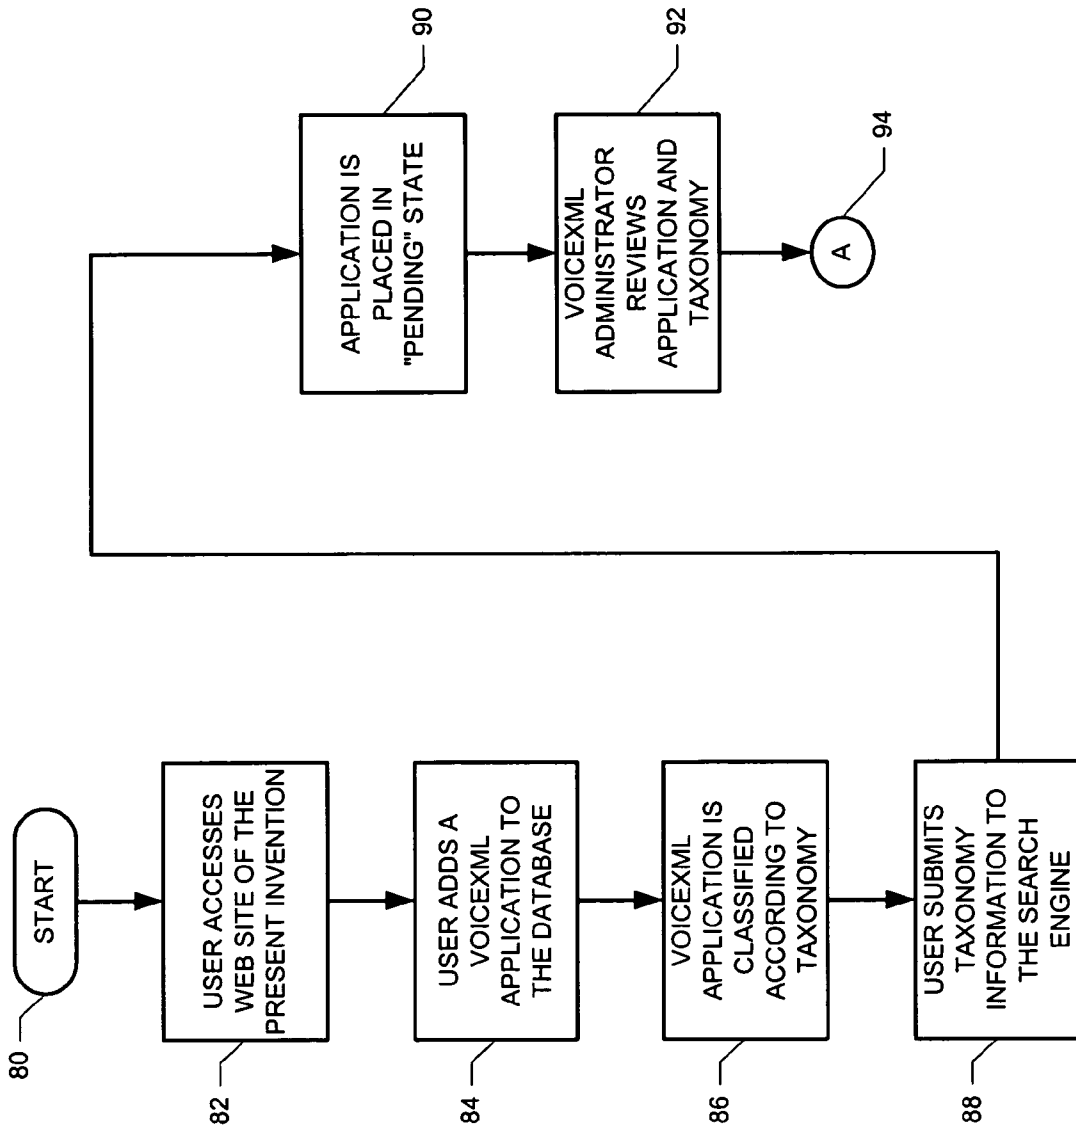 START
80
USER ACCESSES
WEB SITE OF THE
PRESENT INVENTION
82
USER ADDS A
VOICEXML
APPLICATION TO
THE DATABASE
84
VOICEXML
APPLICATION IS
CLASSIFIED
ACCORDING TO
TAXONOMY
86
USER SUBMITS
TAXONOMY
INFORMATION TO
THE SEARCH
ENGINE
88
APPLICATION IS
PLACED IN
"PENDING" STATE
90
VOICEXML
ADMINISTRATOR
REVIEWS
APPLICATION AND
TAXONOMY
92
A
94